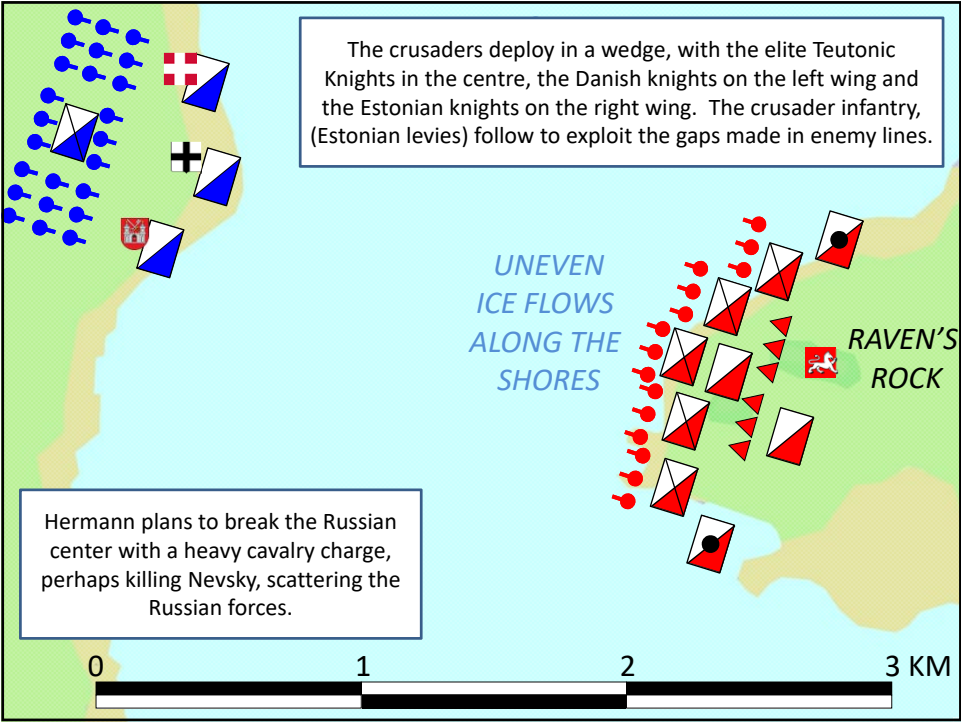 The crusaders deploy in a wedge, with the elite Teutonic
Knights in the centre, the Danish knights on the left wing and
the Estonian knights on the right wing.  The crusader infantry,
(Estonian levies) follow to exploit the gaps made in enemy lines.
UNEVEN
ICE FLOWS
ALONG THE
SHORES
RAVEN'S
ROCK
Hermann plans to break the Russian
center with a heavy cavalry charge,
perhaps killing Nevsky, scattering the
Russian forces.
0 1 2 3 KM